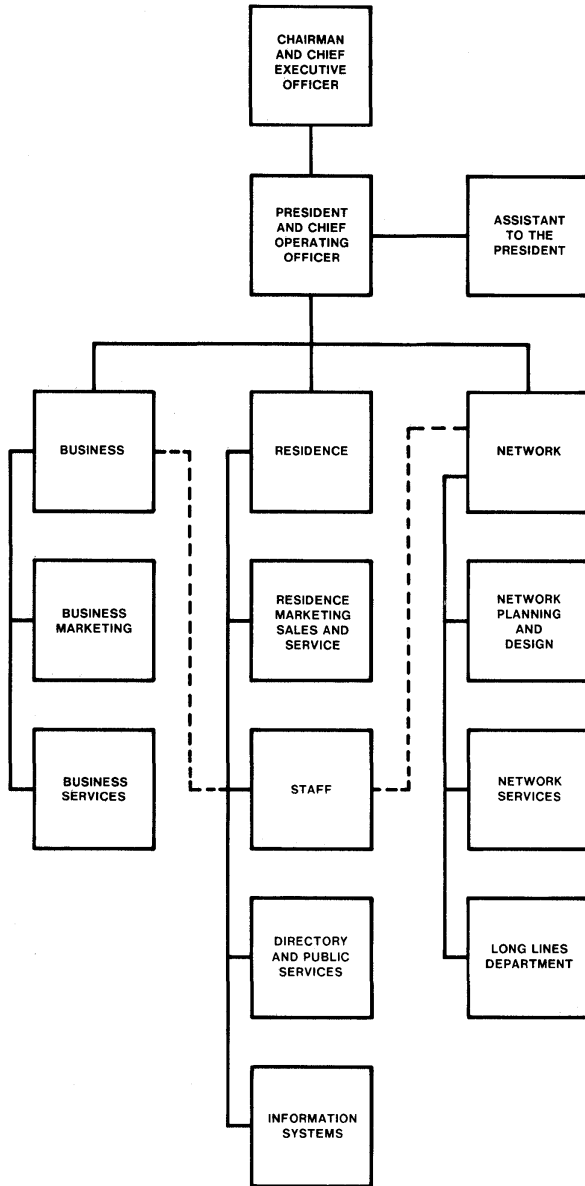 CHAIRMAN
AND CHIEF
EXECUTIVE
OFFICER
PRESIDENT
AND CHIEF
OPERATING
OFFICER
ASSISTANT
TO THE
PRESIDENT
BUSINESS
RESIDENCE
NETWORK
BUSINESS
MARKETING
RESIDENCE
MARKETING
SALES AND
SERVICE
NETWORK
PLANNING
AND
DESIGN
BUSINESS
SERVICES
STAFF
NETWORK
SERVICES
DIRECTORY
AND PUBLIC
SERVICES
LONG LINES
DEPARTMENT
INFORMATION
SYSTEMS